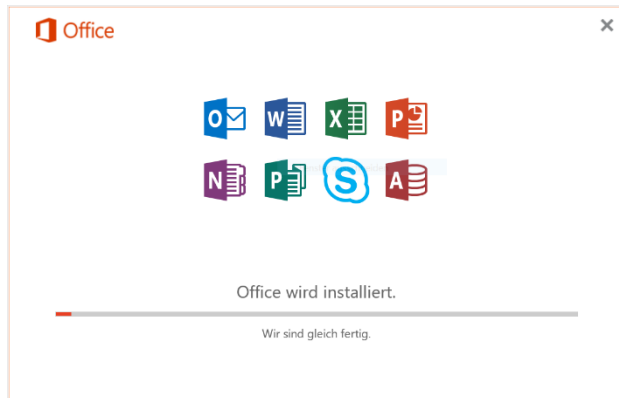 Office
O W X P
N P S A
Office wird installiert.
Wir sind gleich fertig.